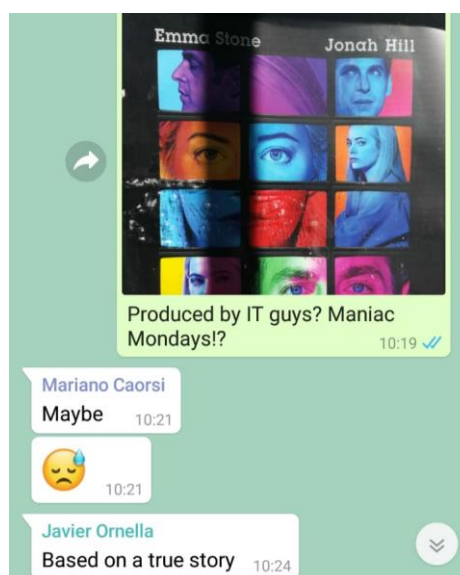 Emma Stone
Jonah Hill
Produced by IT guys? Maniac
Mondays!?
10:19
Mariano Caorsi
Maybe
10:21
10:21
Javier Ornella
Based on a true story
10:24